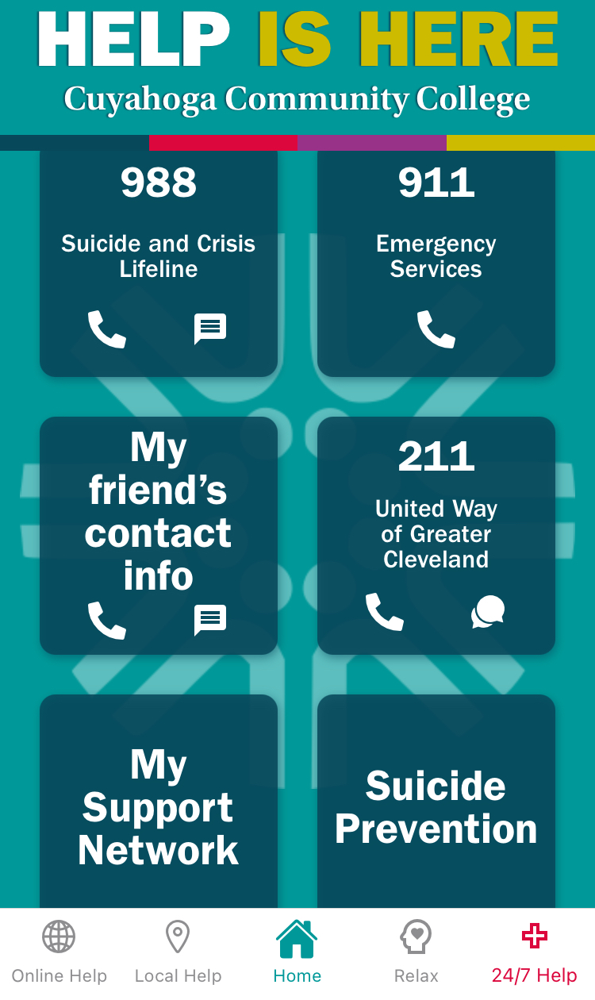 HELP IS HERE
Cuyahoga Community College
988
Suicide and Crisis
Lifeline
911
Emergency
Services
My
friend’s
contact
info
211
United Way
of Greater
Cleveland
My
Support
Network
Suicide
Prevention
Online Help
Local Help
Home
Relax
24/7 Help